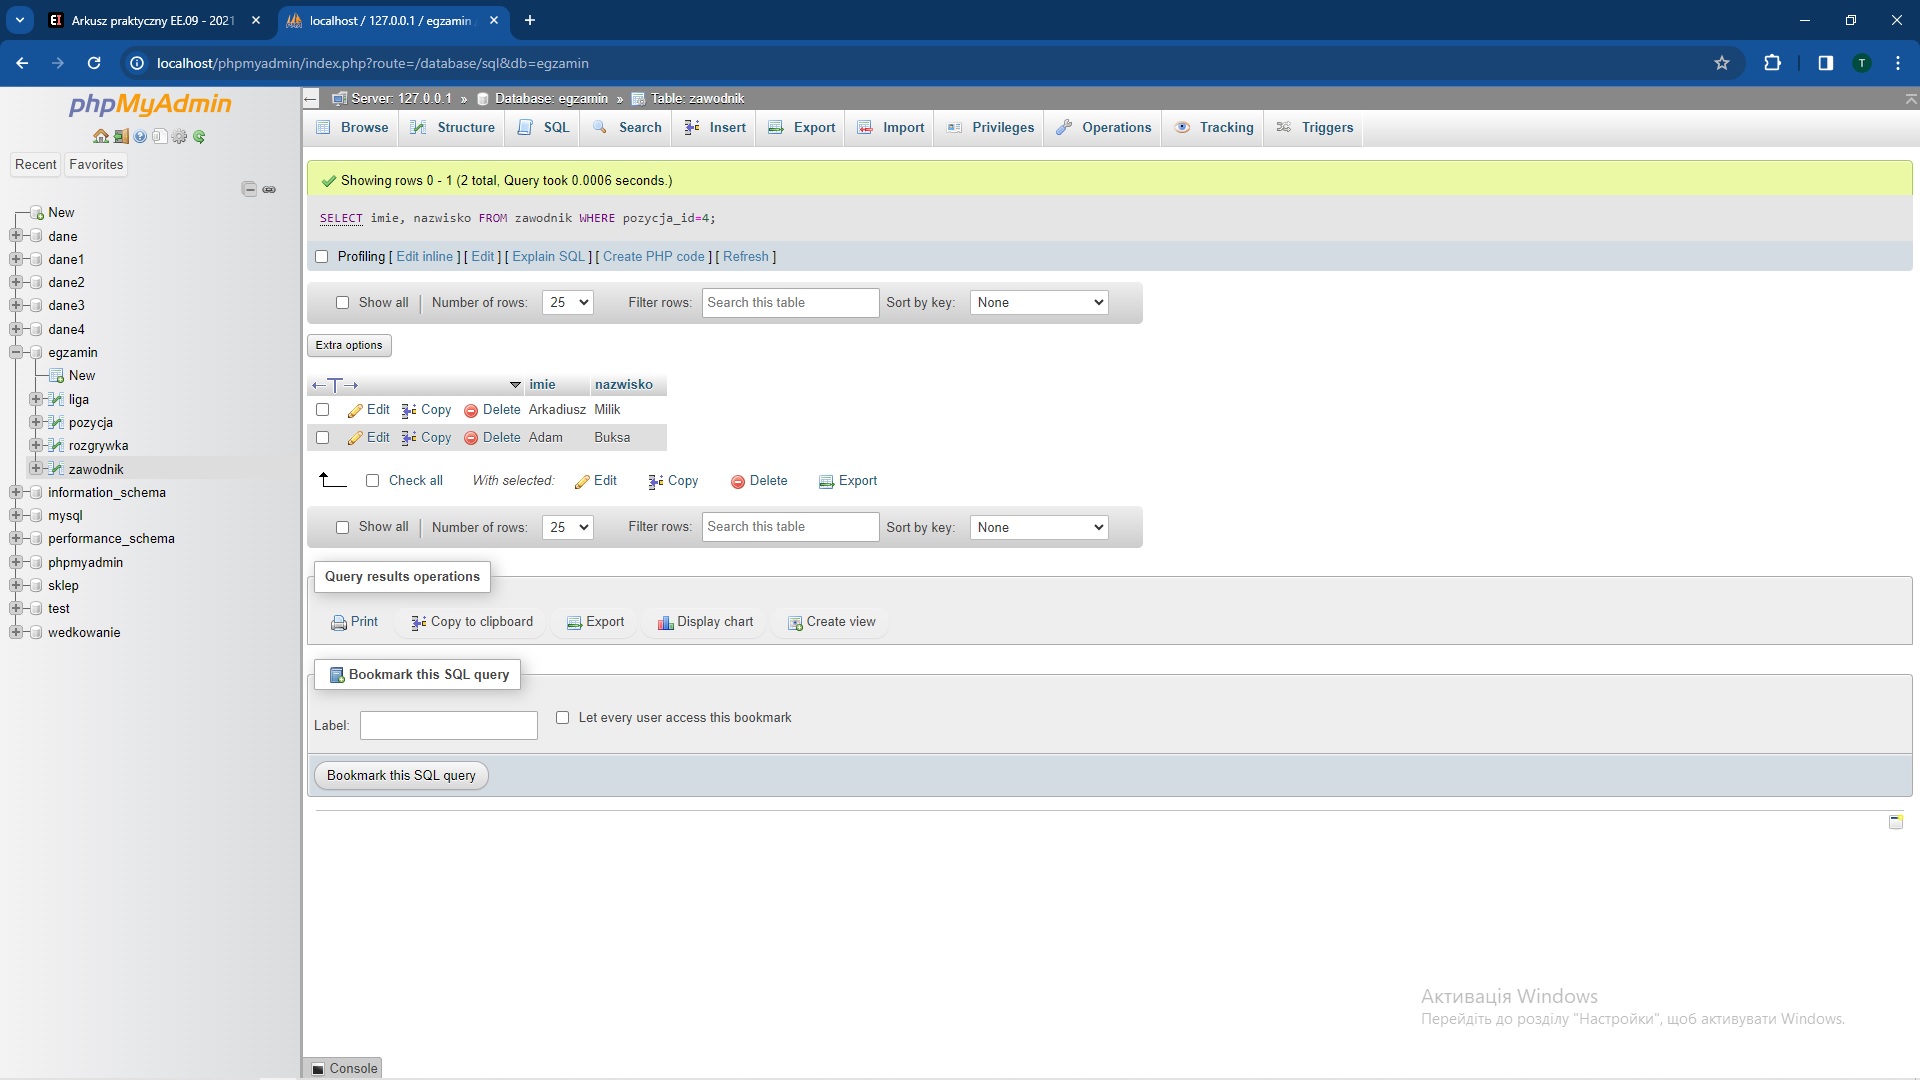 Arkusz praktyczny EE.09 - 2021
localhost / 127.0.0.1 / egzamin
localhost/phpmyadmin/index.php?route=/database/sql&db=egzamin
T
phpMyAdmin
Recent
Favorites
New
dane
dane1
dane2
dane3
dane4
egzamin
New
liga
pozycja
rozgrywka
zawodnik
information_schema
mysql
performance_schema
phpmyadmin
sklep
test
wedkowanie
Server: 127.0.0.1 » Database: egzamin » Table: zawodnik
Browse Structure SQL Search Insert Export Import Privileges Operations Tracking Triggers
Showing rows 0 - 1 (2 total, Query took 0.0006 seconds.)
SELECT imie, nazwisko FROM zawodnik WHERE pozycja_id=4;
Profiling [ Edit inline ] [ Edit ] [ Explain SQL ] [ Create PHP code ] [ Refresh ]
Show all Number of rows: 25 Filter rows: Search this table Sort by key: None
Extra options
←T→ imie nazwisko
Edit Copy Delete Arkadiusz Milik
Edit Copy Delete Adam Buksa
Check all With selected: Edit Copy Delete Export
Show all Number of rows: 25 Filter rows: Search this table Sort by key: None
Query results operations
Print Copy to clipboard Export Display chart Create view
Bookmark this SQL query
Label: Let every user access this bookmark
Bookmark this SQL query
Активація Windows
Перейдіть до розділу "Настройки", щоб активувати Windows.
Console